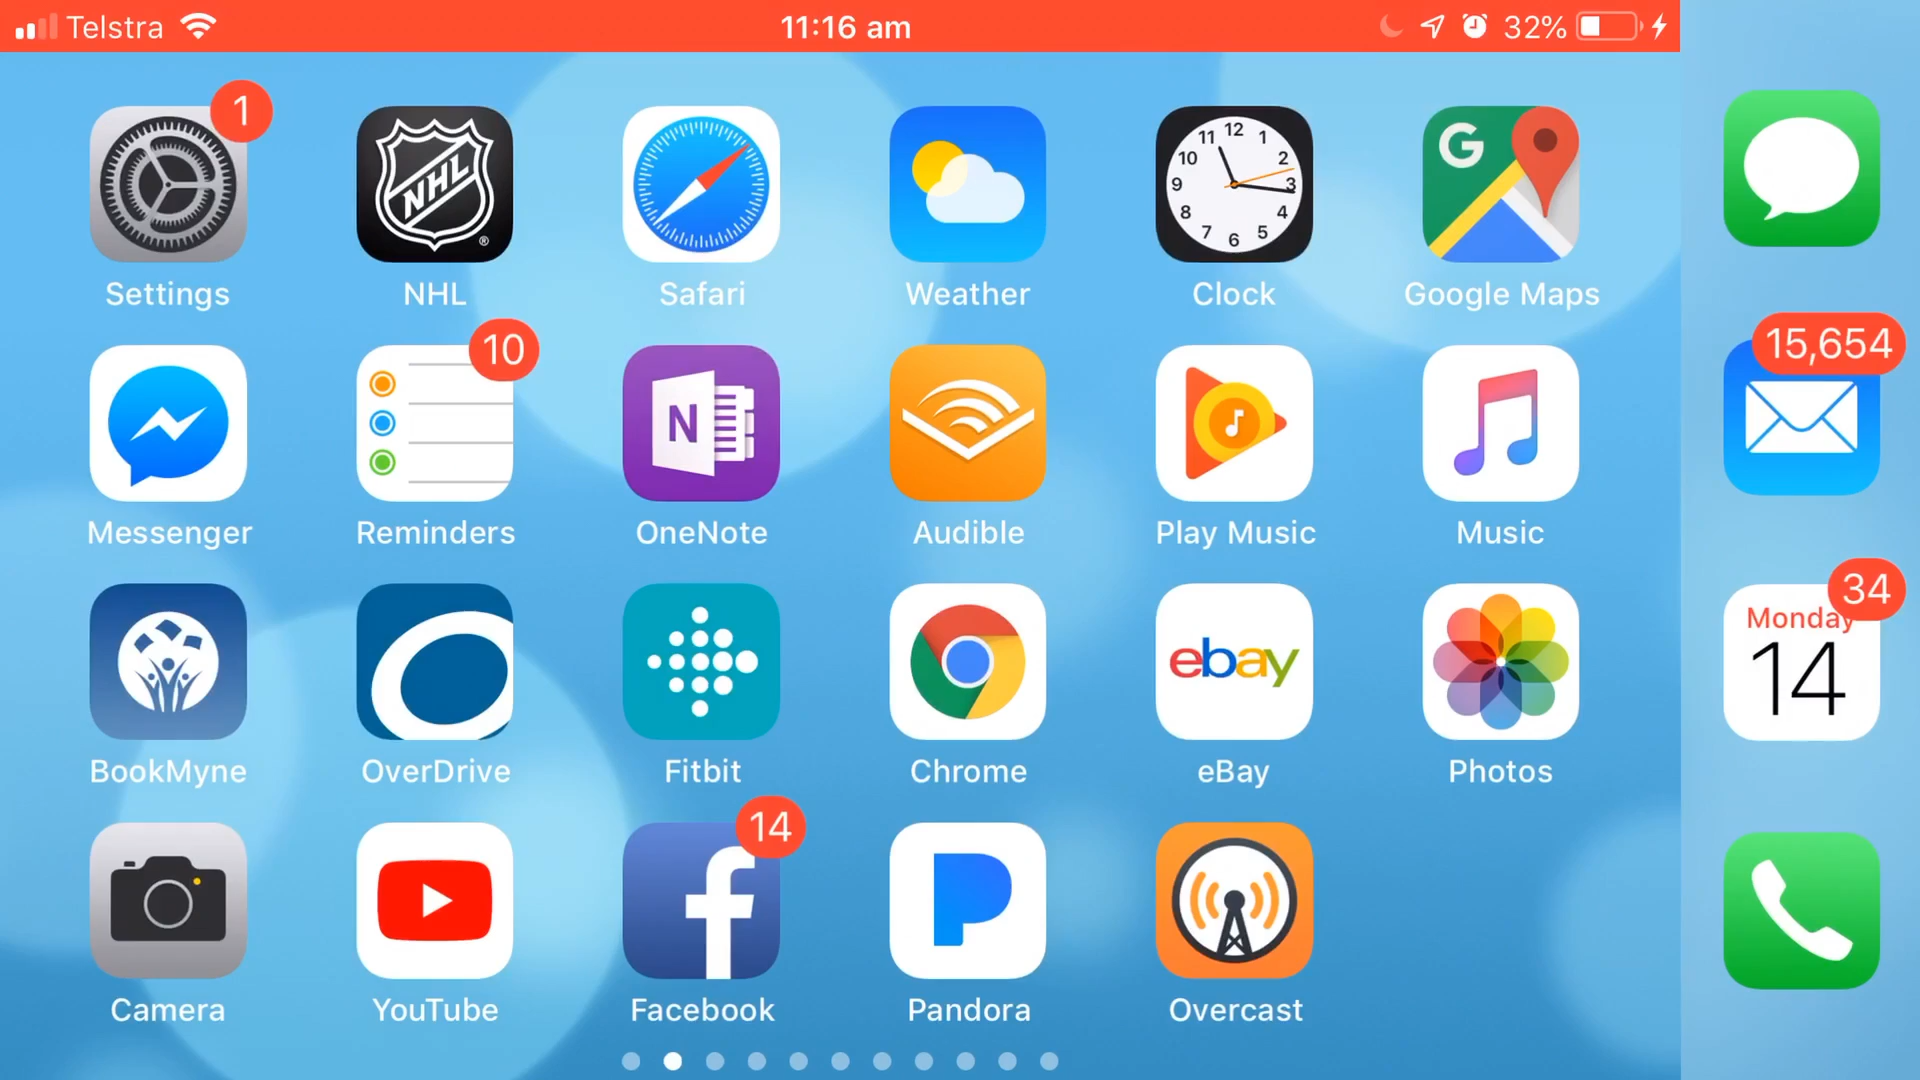 Telstra 11:16 am 32%
1
NHL
12
11 1
10 2
9 3
8 4
7 5
6
G
Settings NHL Safari Weather Clock Google Maps
10
15,654
N
Messenger Reminders OneNote Audible Play Music Music
34
Monday
14
ebay
BookMyne OverDrive Fitbit Chrome eBay Photos
14
f
P
Camera YouTube Facebook Pandora Overcast